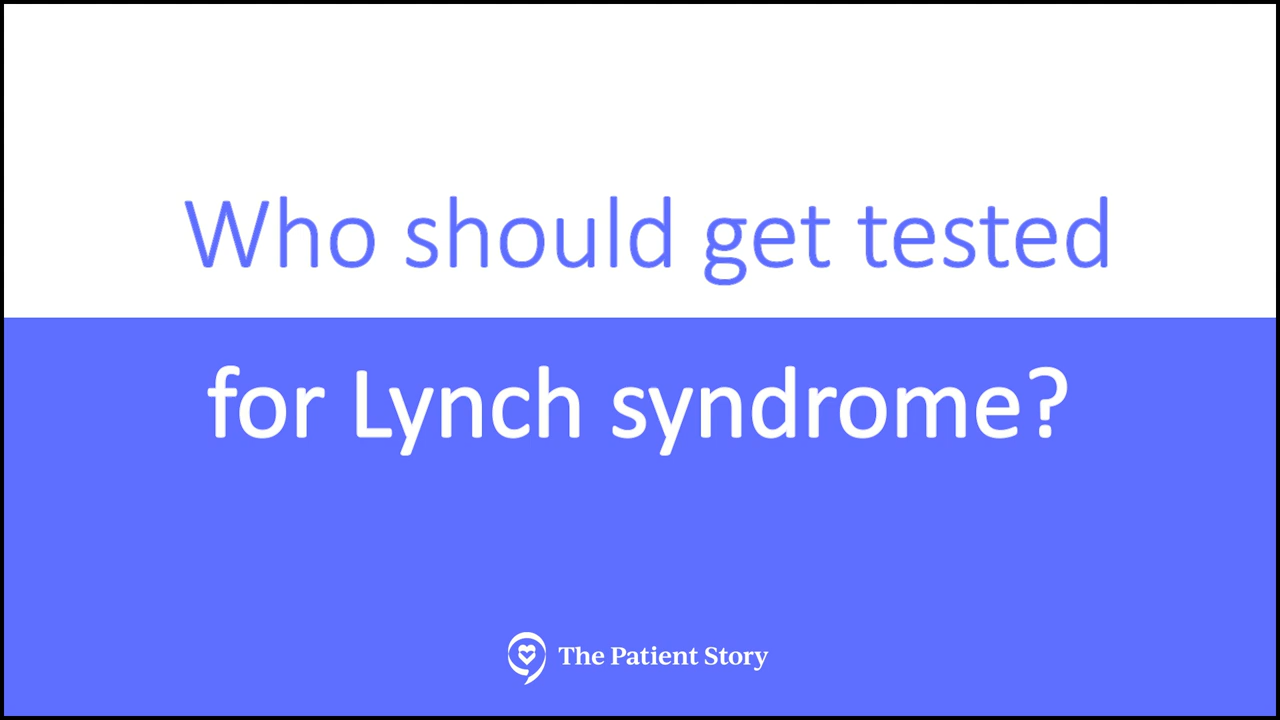 Who should get tested
for Lynch syndrome?
The Patient Story